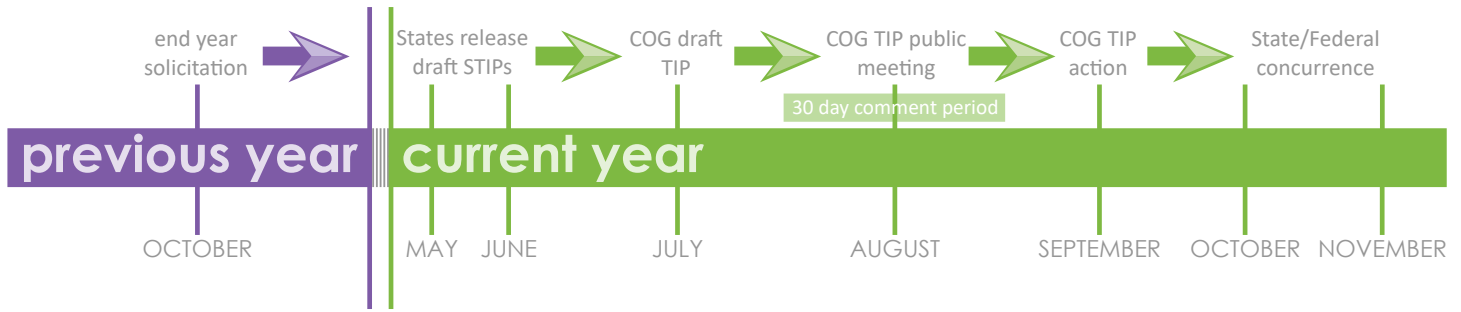 end year
solicitation
States release
draft STIPs
COG draft
TIP
COG TIP public
meeting
COG TIP
action
State/Federal
concurrence
30 day comment period
previous year
current year
OCTOBER
MAY
JUNE
JULY
AUGUST
SEPTEMBER
OCTOBER
NOVEMBER